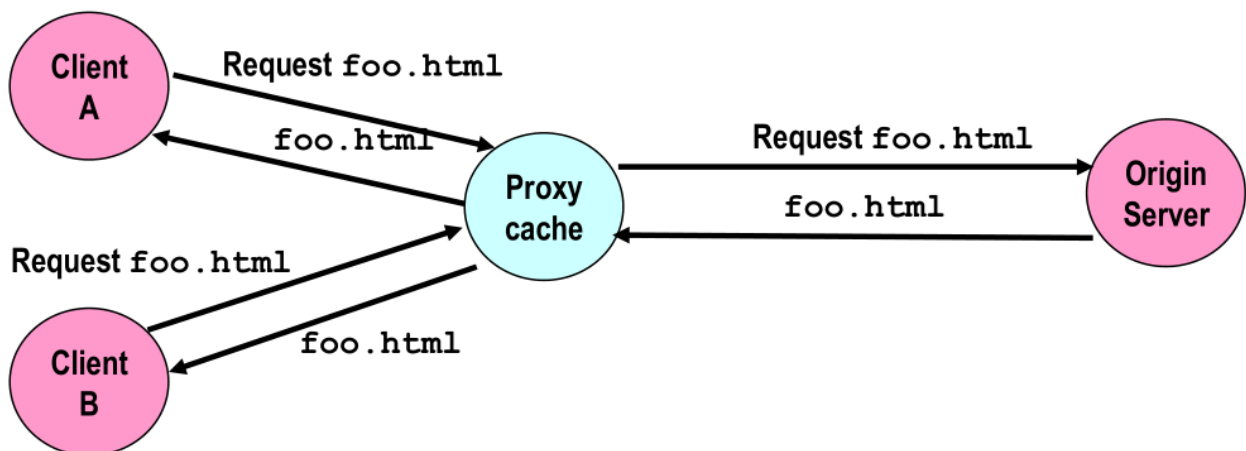 Client
A
Request foo.html
foo.html
Request foo.html
foo.html
Proxy
cache
Request foo.html
foo.html
Origin
Server
Client
B